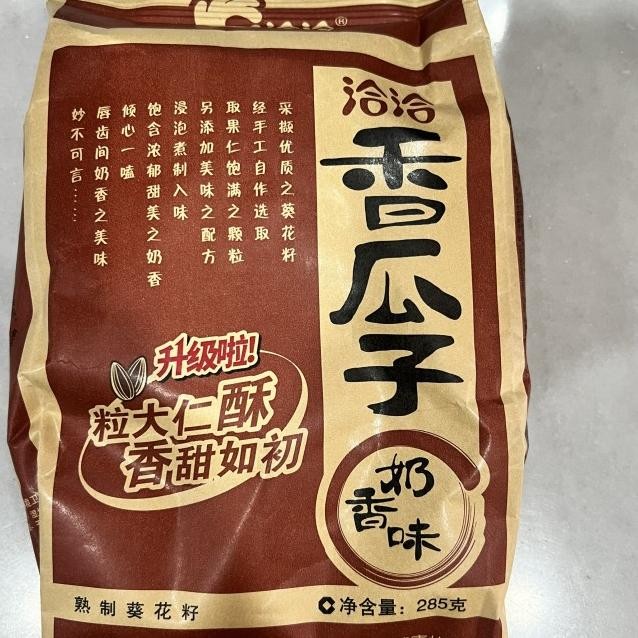 洽洽®
洽洽
香瓜子
奶香味
采撷优质之葵花籽
经手工自作选取
取果仁饱满之颗粒
另添加美味之配方
浸泡煮制入味
饱含浓郁甜美之奶香
倾心一嗑
唇齿间奶香之美味
妙不可言……
升级啦!
粒大仁酥
香甜如初
熟制葵花籽
净含量：285克